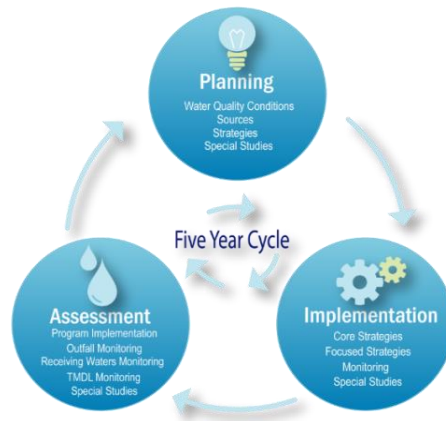 Planning
Water Quality Conditions
Sources
Strategies
Special Studies
Five Year Cycle
Assessment
Program Implementation
Outfall Monitoring
Receiving Waters Monitoring
TMDL Monitoring
Special Studies
Implementation
Core Strategies
Focused Strategies
Monitoring
Special Studies